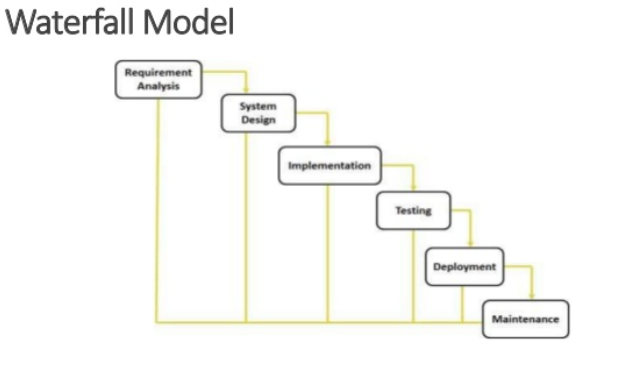 Waterfall Model
Requirement
Analysis
System
Design
Implementation
Testing
Deployment
Maintenance